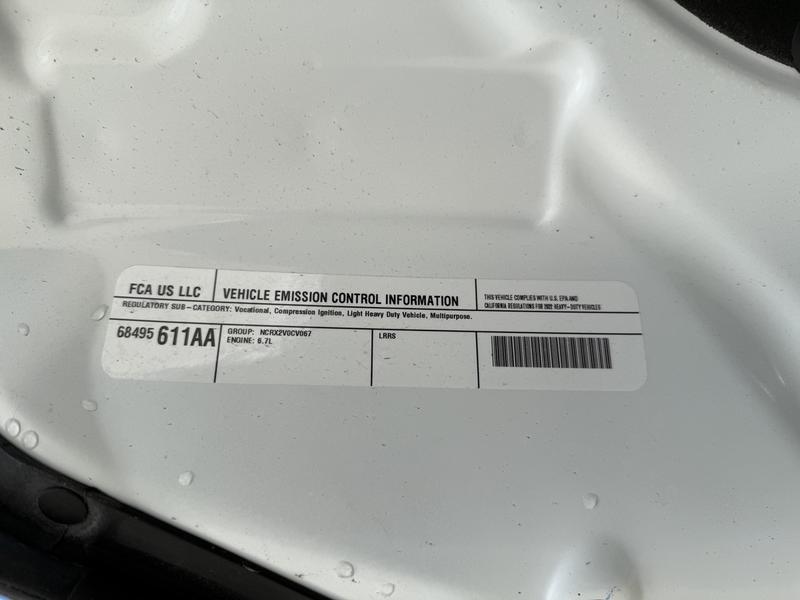 FCA US LLC
VEHICLE EMISSION CONTROL INFORMATION
THIS VEHICLE COMPLIES WITH U.S. EPA AND
CALIFORNIA REGULATIONS FOR 2022 HEAVY-DUTY VEHICLES
REGULATORY SUB-CATEGORY: Vocational, Compression Ignition, Light Heavy Duty Vehicle, Multipurpose.
68495 611AA
GROUP: NCRX2V0CV067
ENGINE: 6.7L
LRRS